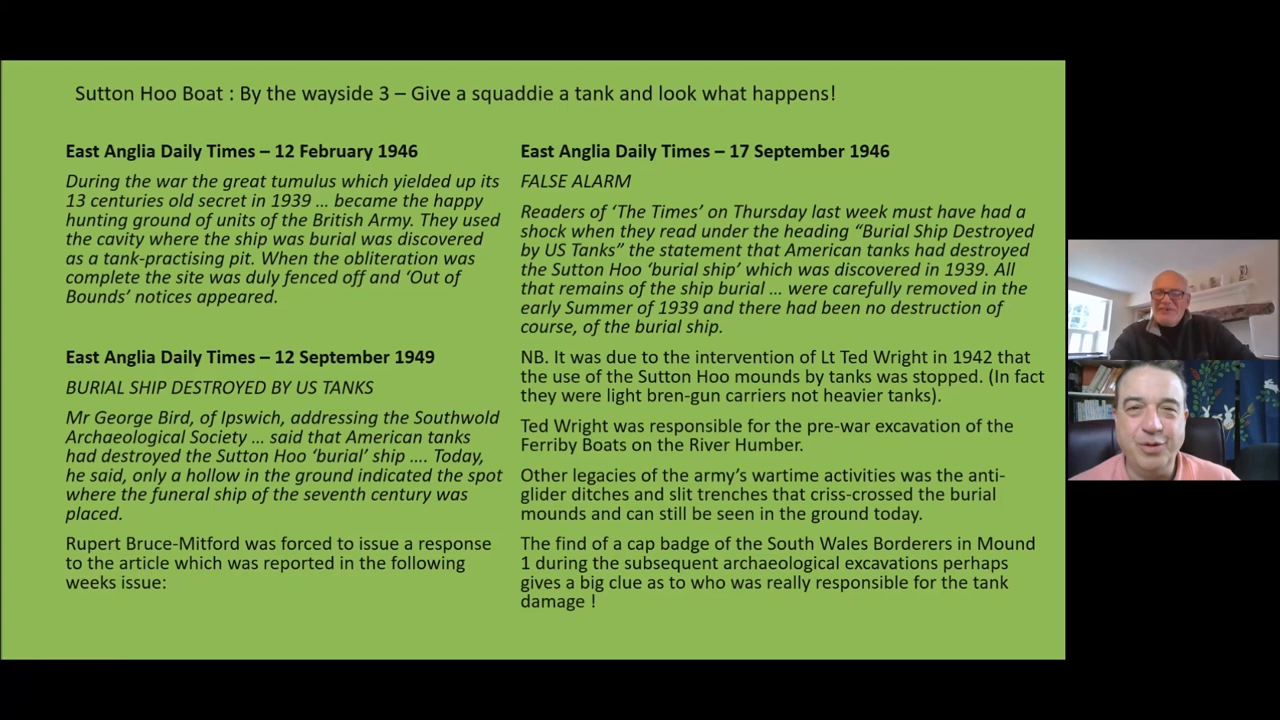 Sutton Hoo Boat : By the wayside 3 – Give a squaddie a tank and look what happens!
East Anglia Daily Times – 12 February 1946
During the war the great tumulus which yielded up its
13 centuries old secret in 1939 … became the happy
hunting ground of units of the British Army. They used
the cavity where the ship was burial was discovered
as a tank-practising pit. When the obliteration was
complete the site was duly fenced off and ‘Out of
Bounds’ notices appeared.
East Anglia Daily Times – 12 September 1949
BURIAL SHIP DESTROYED BY US TANKS
Mr George Bird, of Ipswich, addressing the Southwold
Archaeological Society … said that American tanks
had destroyed the Sutton Hoo ‘burial’ ship …. Today,
he said, only a hollow in the ground indicated the spot
where the funeral ship of the seventh century was
placed.
Rupert Bruce-Mitford was forced to issue a response
to the article which was reported in the following
weeks issue:
East Anglia Daily Times – 17 September 1946
FALSE ALARM
Readers of ‘The Times’ on Thursday last week must have had a
shock when they read under the heading “Burial Ship Destroyed
by US Tanks” the statement that American tanks had destroyed
the Sutton Hoo ‘burial ship’ which was discovered in 1939. All
that remains of the ship burial … were carefully removed in the
early Summer of 1939 and there had been no destruction of
course, of the burial ship.
NB. It was due to the intervention of Lt Ted Wright in 1942 that
the use of the Sutton Hoo mounds by tanks was stopped. (In fact
they were light bren-gun carriers not heavier tanks).
Ted Wright was responsible for the pre-war excavation of the
Ferriby Boats on the River Humber.
Other legacies of the army’s wartime activities was the anti-
glider ditches and slit trenches that criss-crossed the burial
mounds and can still be seen in the ground today.
The find of a cap badge of the South Wales Borderers in Mound
1 during the subsequent archaeological excavations perhaps
gives a big clue as to who was really responsible for the tank
damage !